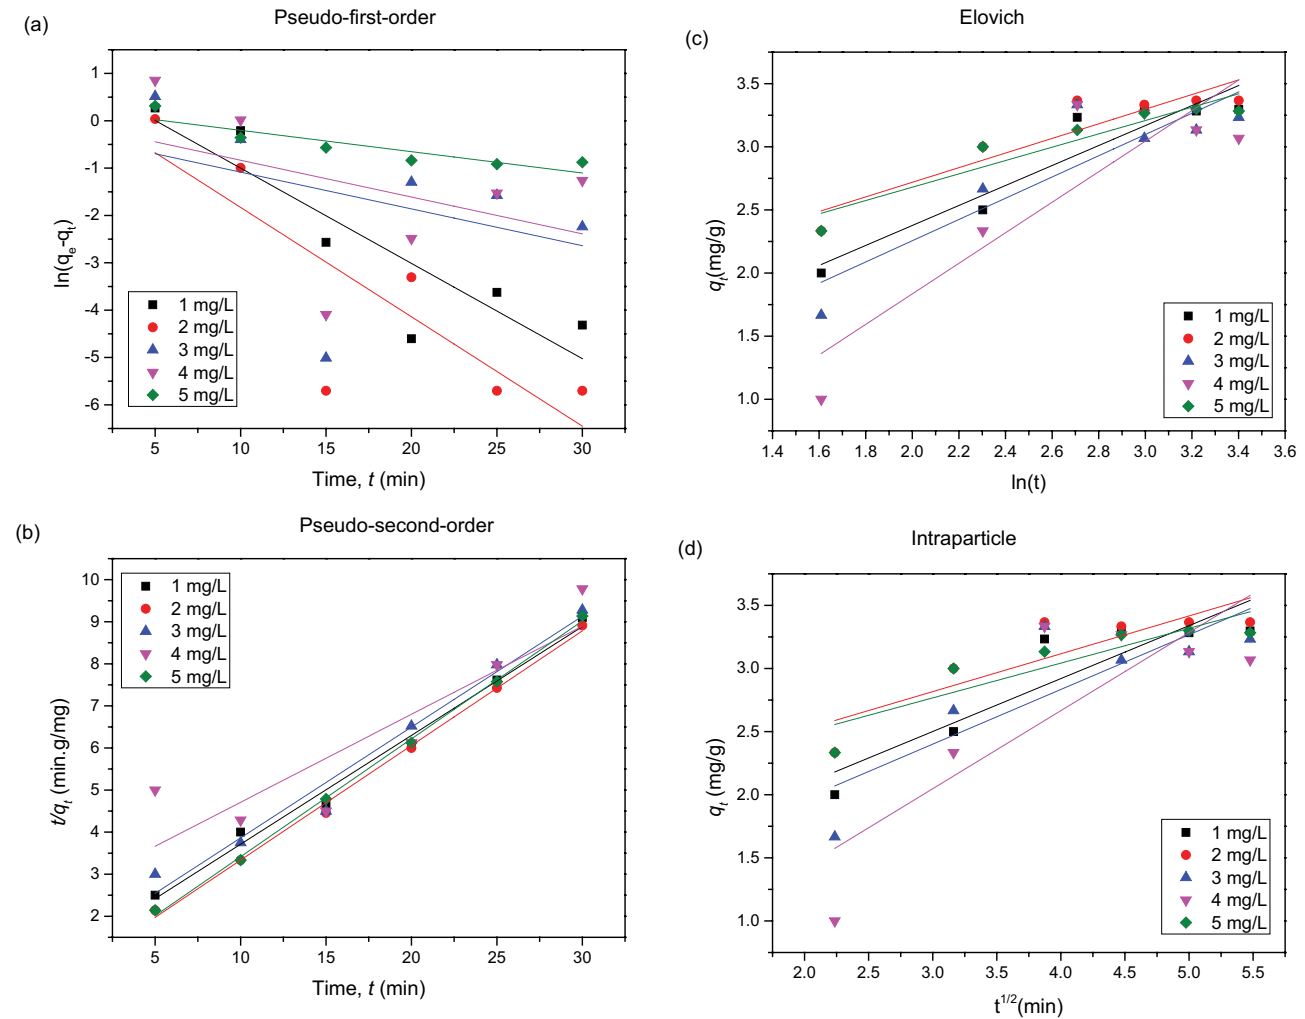 (a)
Pseudo-first-order
1
0
-1
-2
-3
-4
-5
-6
ln(qe-qt)
1 mg/L
2 mg/L
3 mg/L
4 mg/L
5 mg/L
5 10 15 20 25 30
Time, t (min)
(c)
Elovich
3.5
3.0
2.5
2.0
1.5
1.0
qt(mg/g)
1 mg/L
2 mg/L
3 mg/L
4 mg/L
5 mg/L
1.4 1.6 1.8 2.0 2.2 2.4 2.6 2.8 3.0 3.2 3.4 3.6
ln(t)
(b)
Pseudo-second-order
10
9
8
7
6
5
4
3
2
t/qt (min.g/mg)
1 mg/L
2 mg/L
3 mg/L
4 mg/L
5 mg/L
5 10 15 20 25 30
Time, t (min)
(d)
Intraparticle
3.5
3.0
2.5
2.0
1.5
1.0
qt (mg/g)
1 mg/L
2 mg/L
3 mg/L
4 mg/L
5 mg/L
2.0 2.5 3.0 3.5 4.0 4.5 5.0 5.5
t1/2(min)